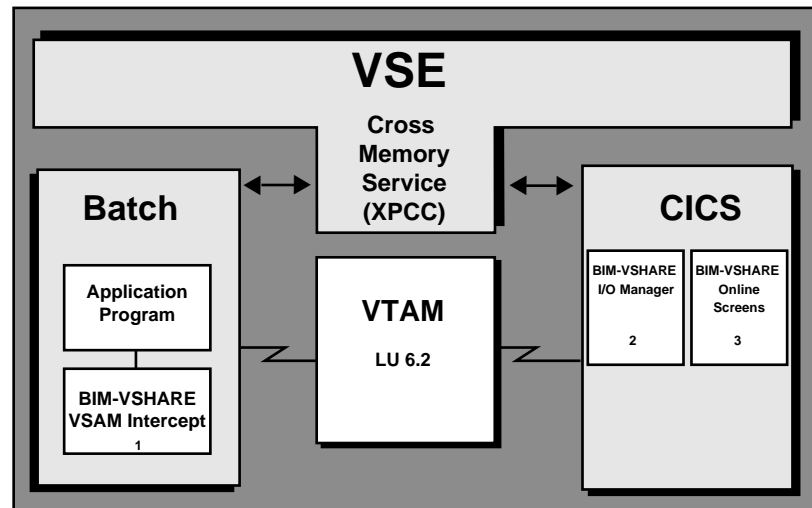 VSE
Cross
Memory
Service
(XPCC)
Batch
Application
Program
BIM-VSHARE
VSAM Intercept
1
VTAM
LU 6.2
CICS
BIM-VSHARE
I/O Manager
2
BIM-VSHARE
Online
Screens
3